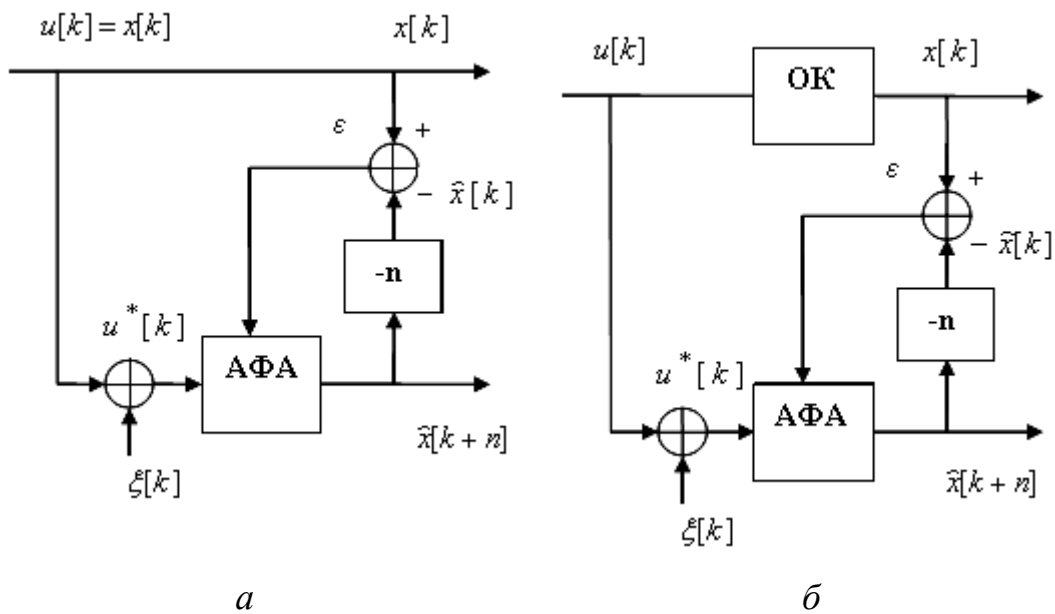 u[k] = x[k]
x[k]
ε
+
− x̂[k]
-n
u*[k]
АФА
x̂[k + n]
ξ[k]
а
u[k]
ОК
x[k]
ε
+
− x̂[k]
-n
u*[k]
АФА
x̂[k + n]
ξ[k]
б